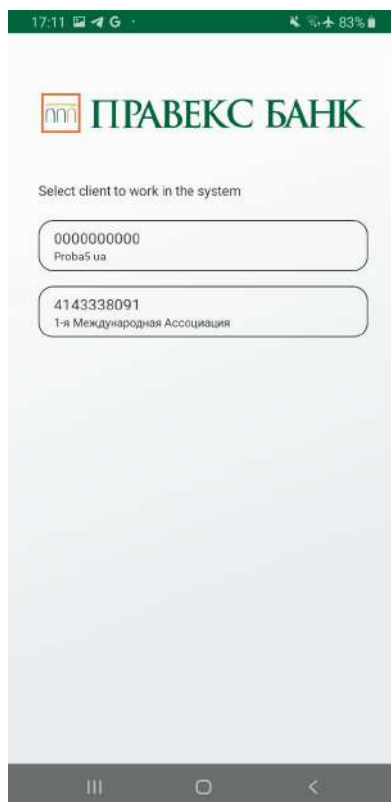 17:11 G · 83%
ПРАВЕКС БАНК
Select client to work in the system
0000000000
Proba5 ua
4143338091
1-я Международная Ассоциация